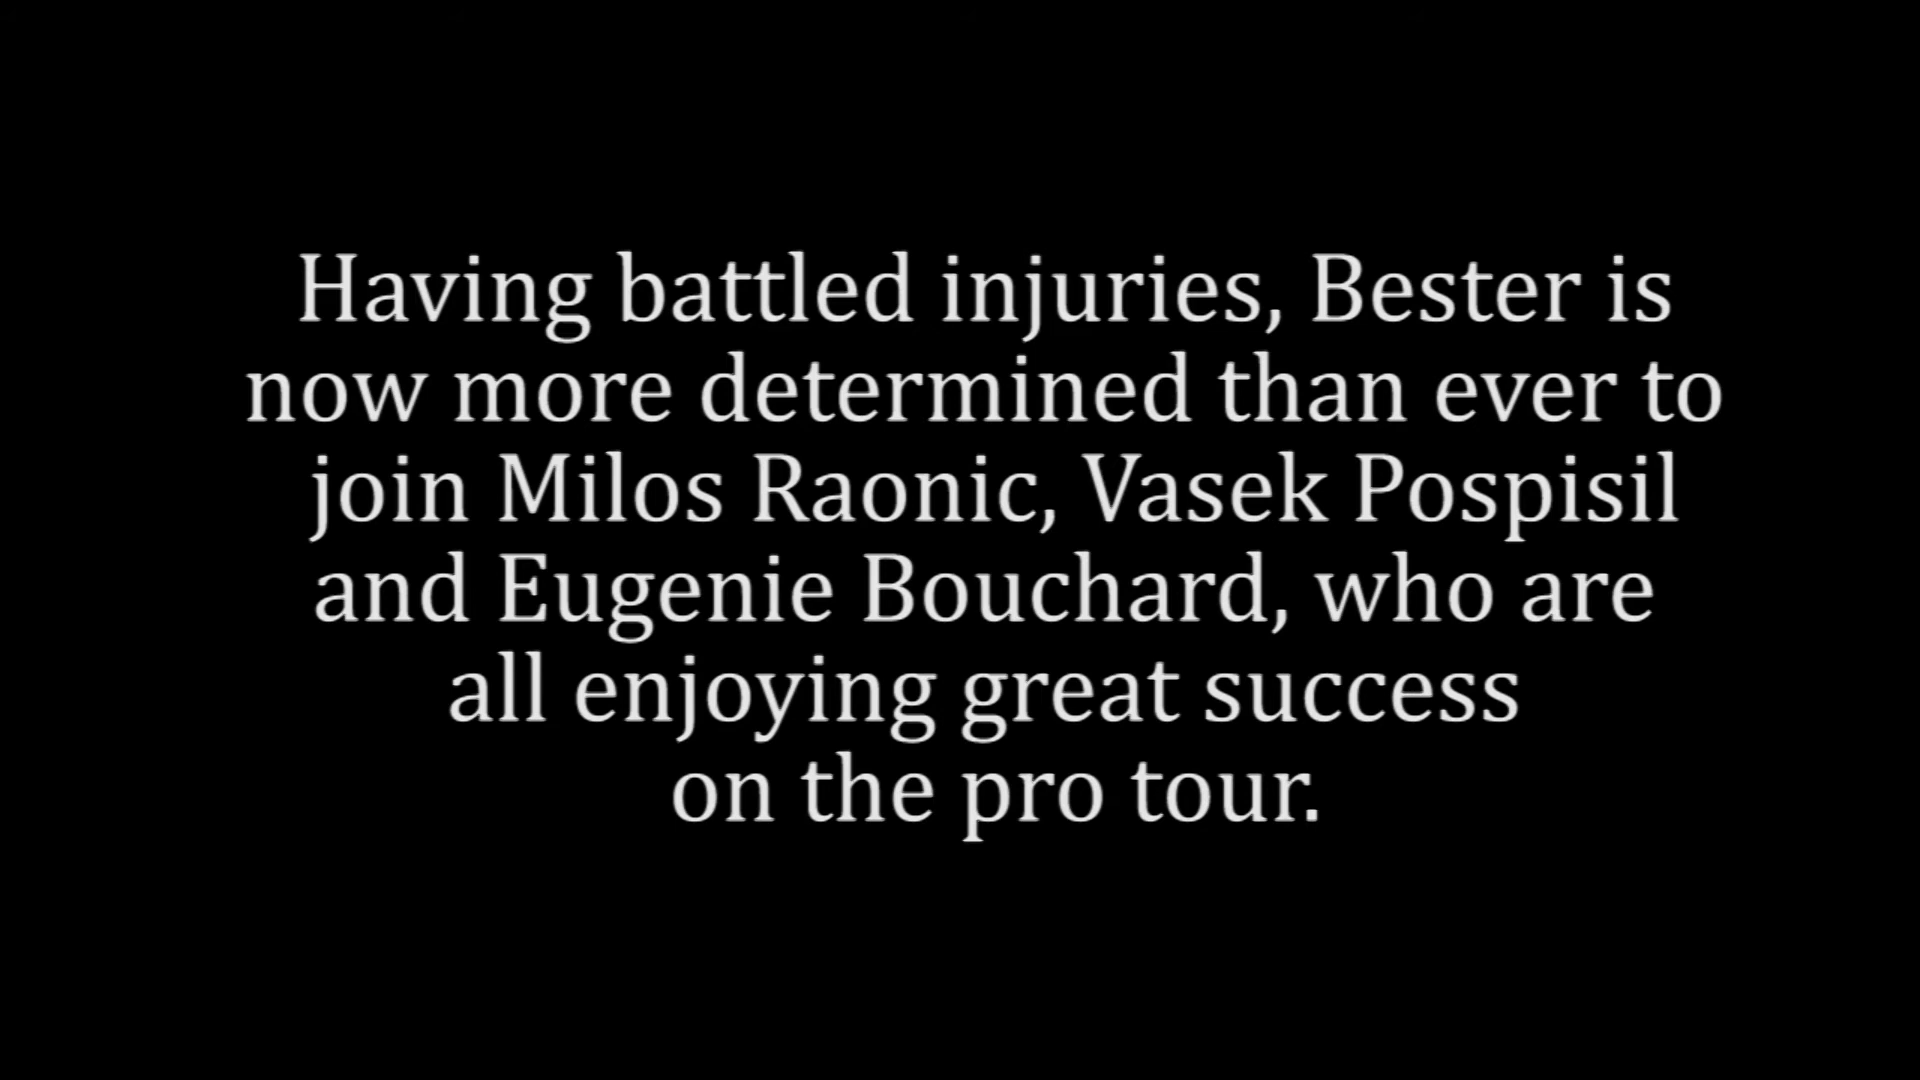 Having battled injuries, Bester is
now more determined than ever to
join Milos Raonic, Vasek Pospisil
and Eugenie Bouchard, who are
all enjoying great success
on the pro tour.